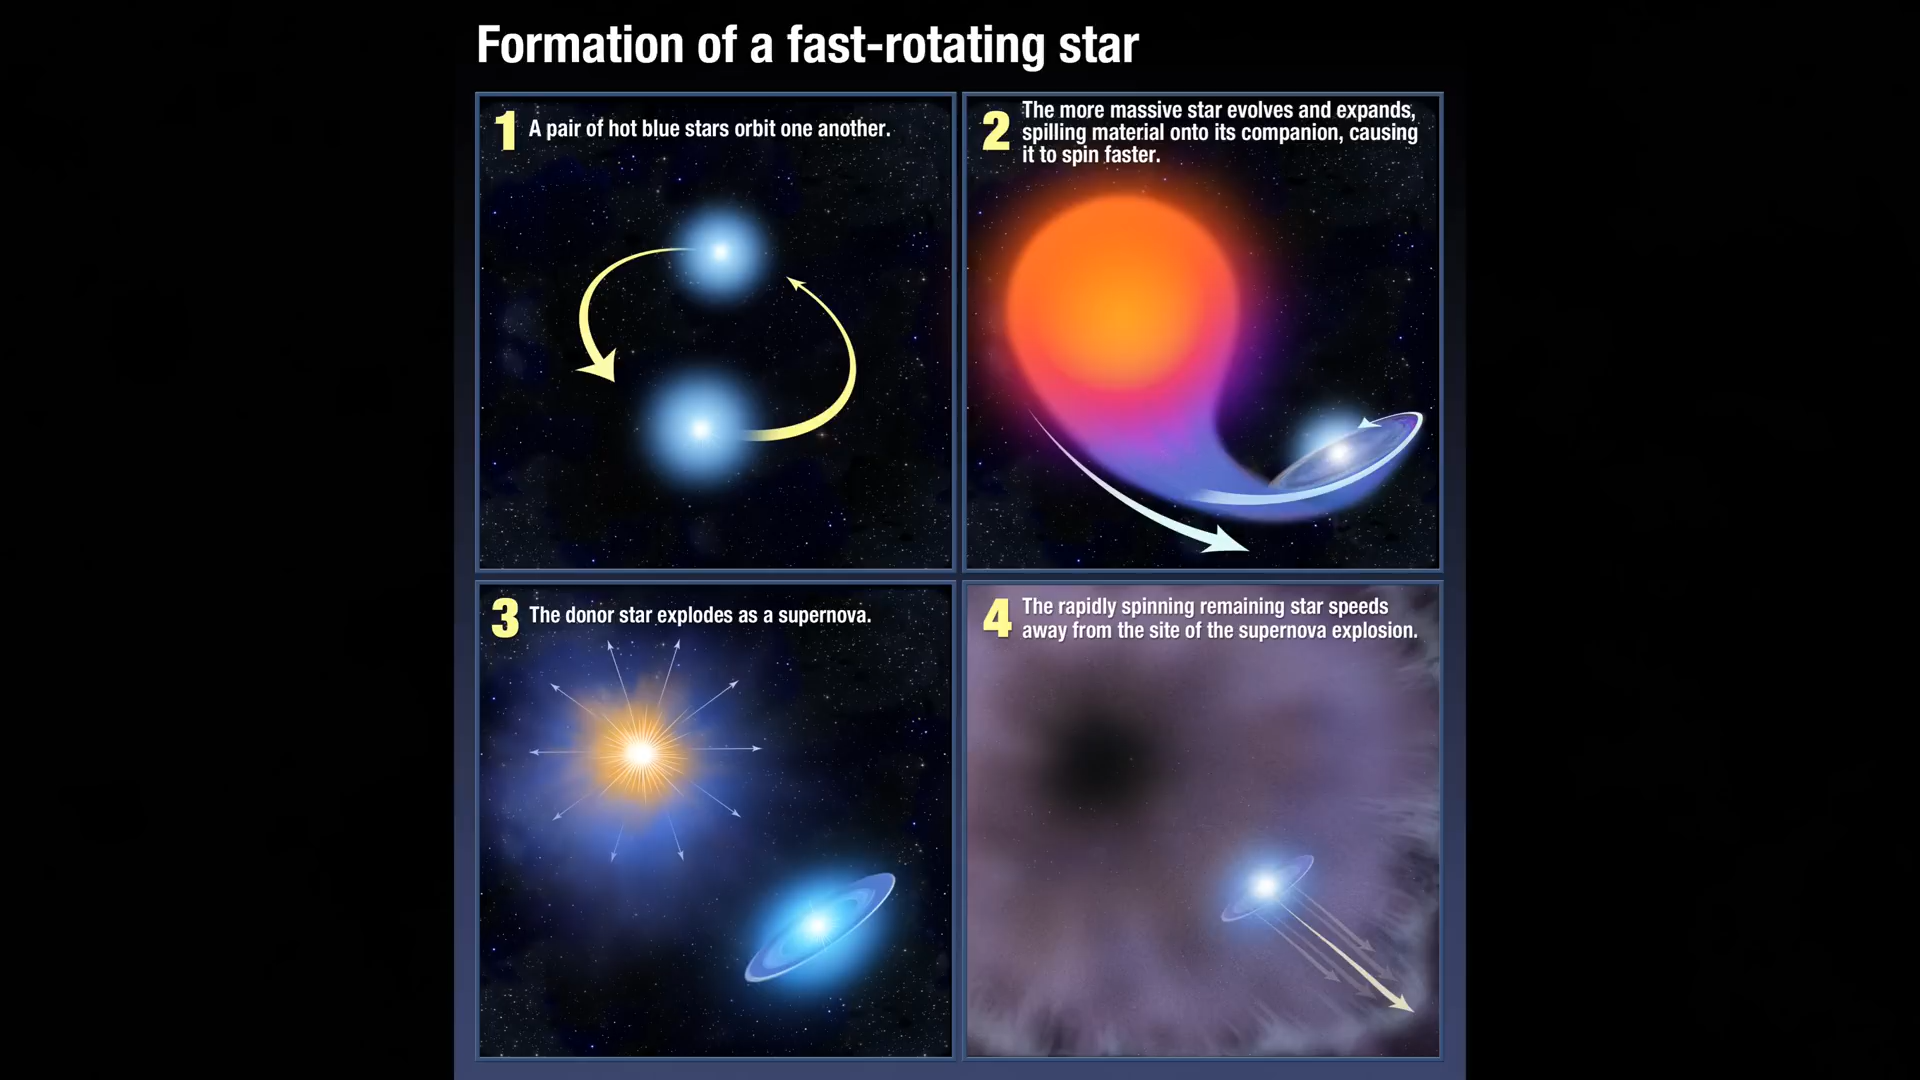 Formation of a fast-rotating star
1 A pair of hot blue stars orbit one another.
2 The more massive star evolves and expands,
spilling material onto its companion, causing
it to spin faster.
3 The donor star explodes as a supernova.
4 The rapidly spinning remaining star speeds
away from the site of the supernova explosion.